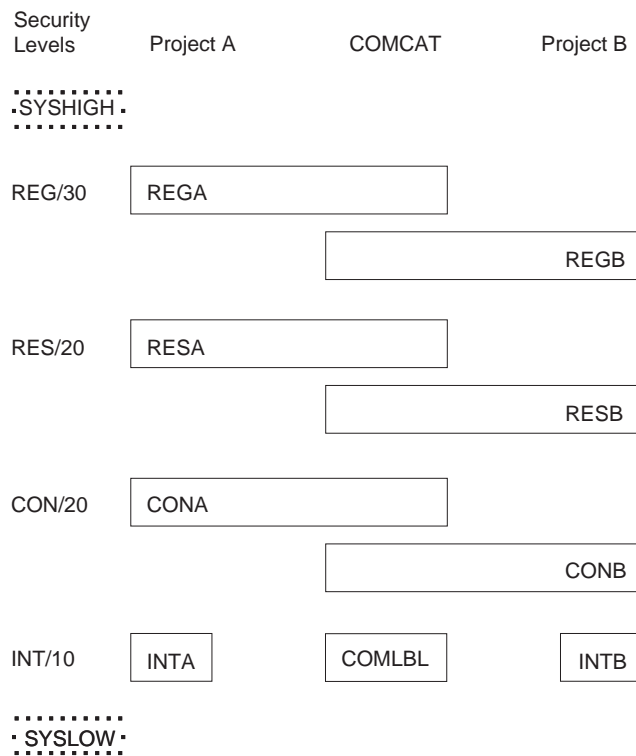 Security
Levels Project A COMCAT Project B
SYSHIGH
REG/30 REGA
REGB
RES/20 RESA
RESB
CON/20 CONA
CONB
INT/10 INTA COMLBL INTB
SYSLOW